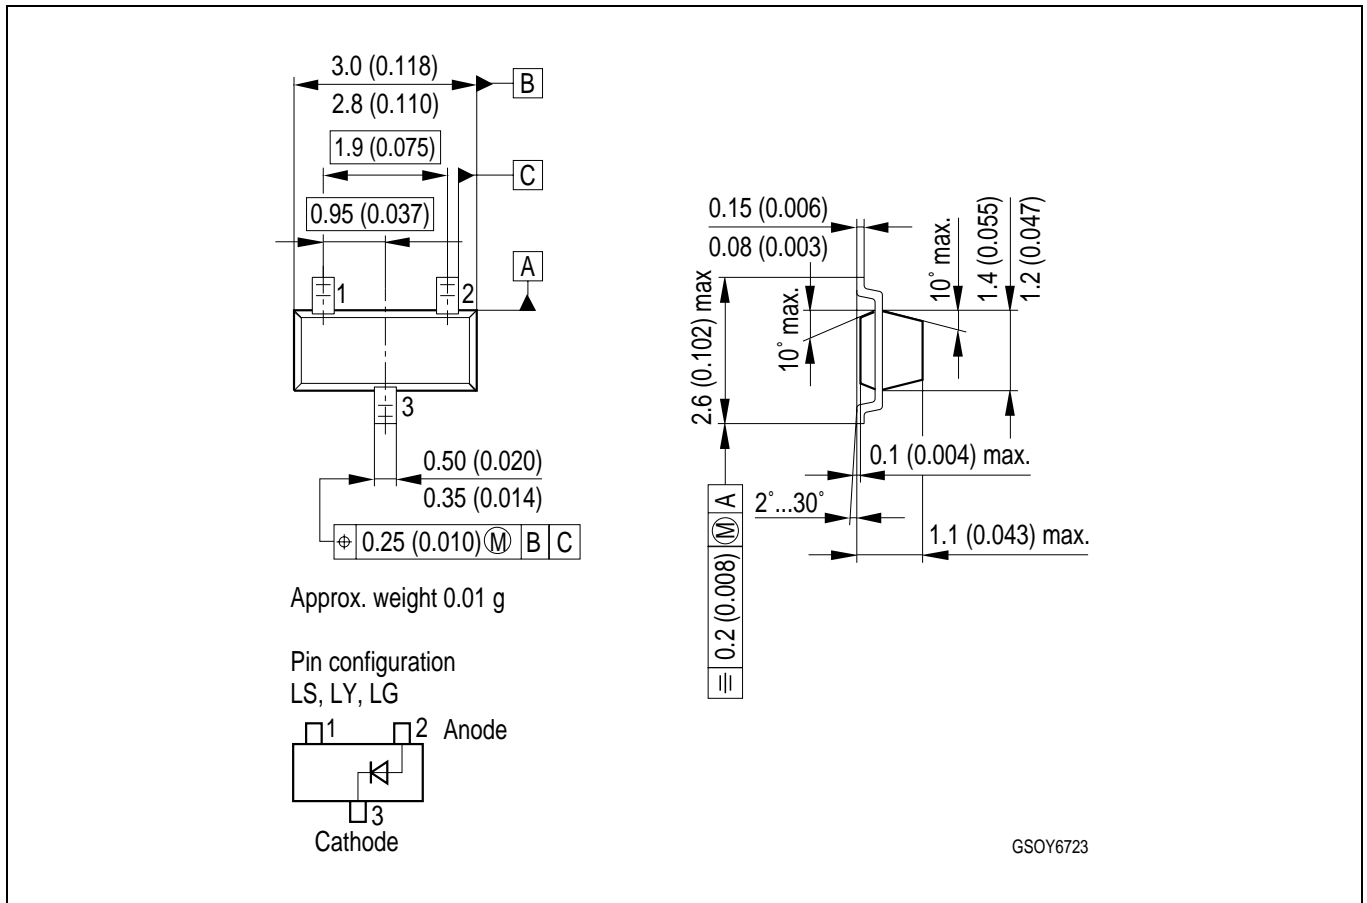 3.0 (0.118)
2.8 (0.110)
B
1.9 (0.075)
C
0.95 (0.037)
A
1
2
3
0.50 (0.020)
0.35 (0.014)
⌖ 0.25 (0.010) Ⓜ B C
Approx. weight 0.01 g
Pin configuration
LS, LY, LG
1
2 Anode
3
Cathode
0.15 (0.006)
0.08 (0.003)
2.6 (0.102) max
10˚ max.
10˚ max.
1.4 (0.055)
1.2 (0.047)
0.1 (0.004) max.
2˚...30˚
1.1 (0.043) max.
⌯ 0.2 (0.008) Ⓜ A
GSOY6723